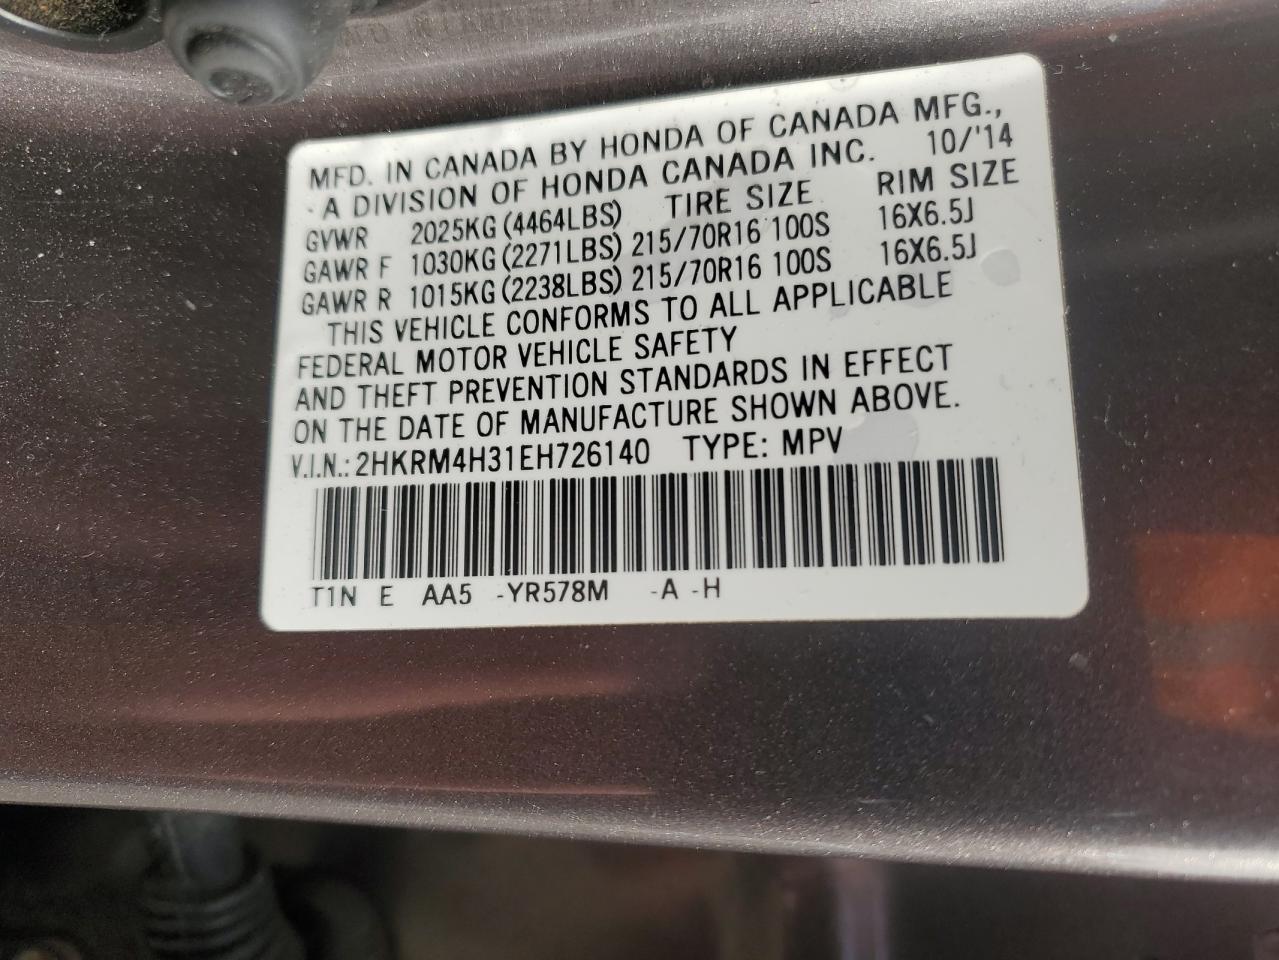 MFD. IN CANADA BY HONDA OF CANADA MFG.,
A DIVISION OF HONDA CANADA INC. 10/'14
GVWR 2025KG (4464LBS) TIRE SIZE RIM SIZE
GAWR F 1030KG (2271LBS) 215/70R16 100S 16X6.5J
GAWR R 1015KG (2238LBS) 215/70R16 100S 16X6.5J
THIS VEHICLE CONFORMS TO ALL APPLICABLE
FEDERAL MOTOR VEHICLE SAFETY
AND THEFT PREVENTION STANDARDS IN EFFECT
ON THE DATE OF MANUFACTURE SHOWN ABOVE.
V.I.N.: 2HKRM4H31EH726140 TYPE: MPV
T1N E AA5 -YR578M -A -H